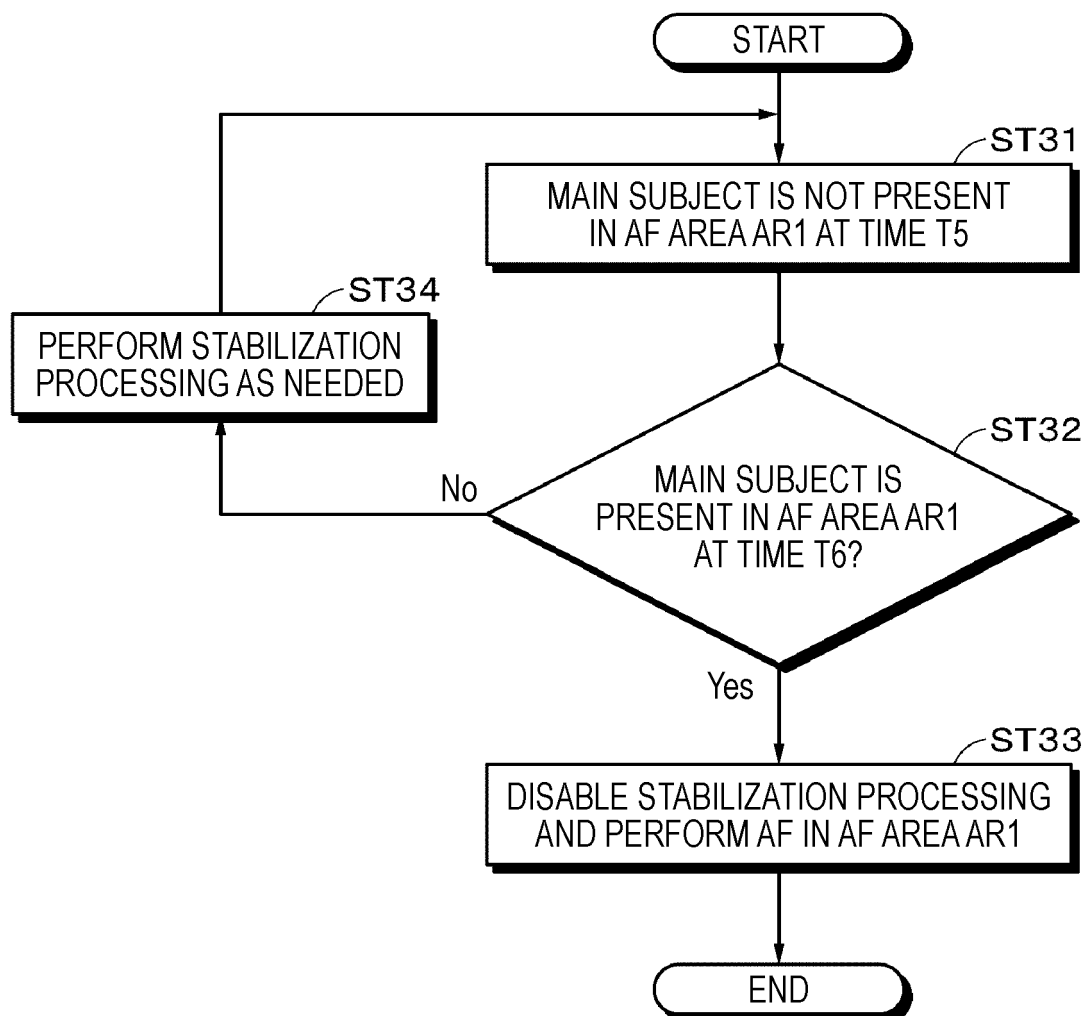 START
ST31
MAIN SUBJECT IS NOT PRESENT
IN AF AREA AR1 AT TIME T5
ST34
PERFORM STABILIZATION
PROCESSING AS NEEDED
ST32
MAIN SUBJECT IS
PRESENT IN AF AREA AR1
AT TIME T6?
No
Yes
ST33
DISABLE STABILIZATION PROCESSING
AND PERFORM AF IN AF AREA AR1
END